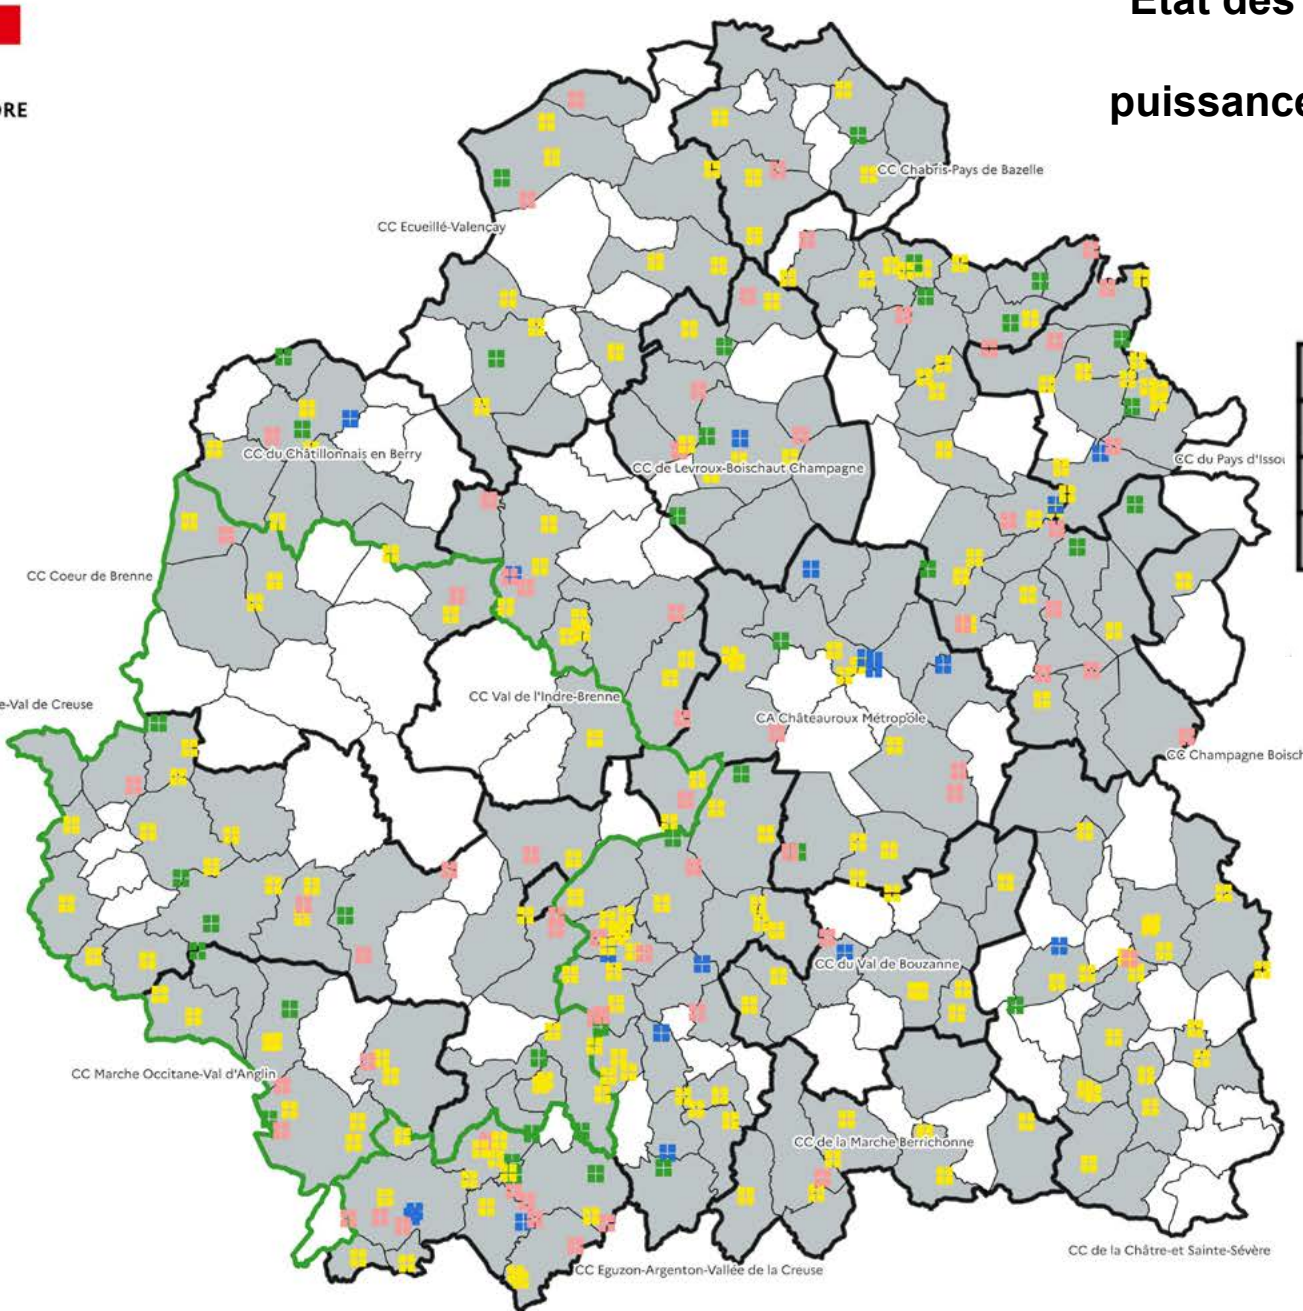 État des
DRE
puissance
CC Chabris-Pays de Bazelle
CC Ecueillé-Valençay
CC du Châtillonnais en Berry
CC de Levroux-Boischaut Champagne
CC du Pays d'Issou
CC Coeur de Brenne
CC Val de l'Indre-Brenne
e-Val de Creuse
CA Châteauroux Métropole
CC Champagne Boisch
CC du Val de Bouzanne
CC Marche Occitane-Val d'Anglin
CC de la Marche Berrichonne
CC de la Châtre-et Sainte-Sévère
CC Eguzon-Argenton-Vallée de la Creuse